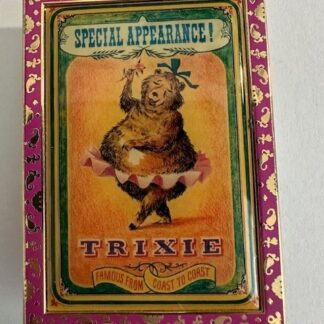 SPECIAL APPEARANCE!
TRIXIE
FAMOUS FROM COAST TO COAST